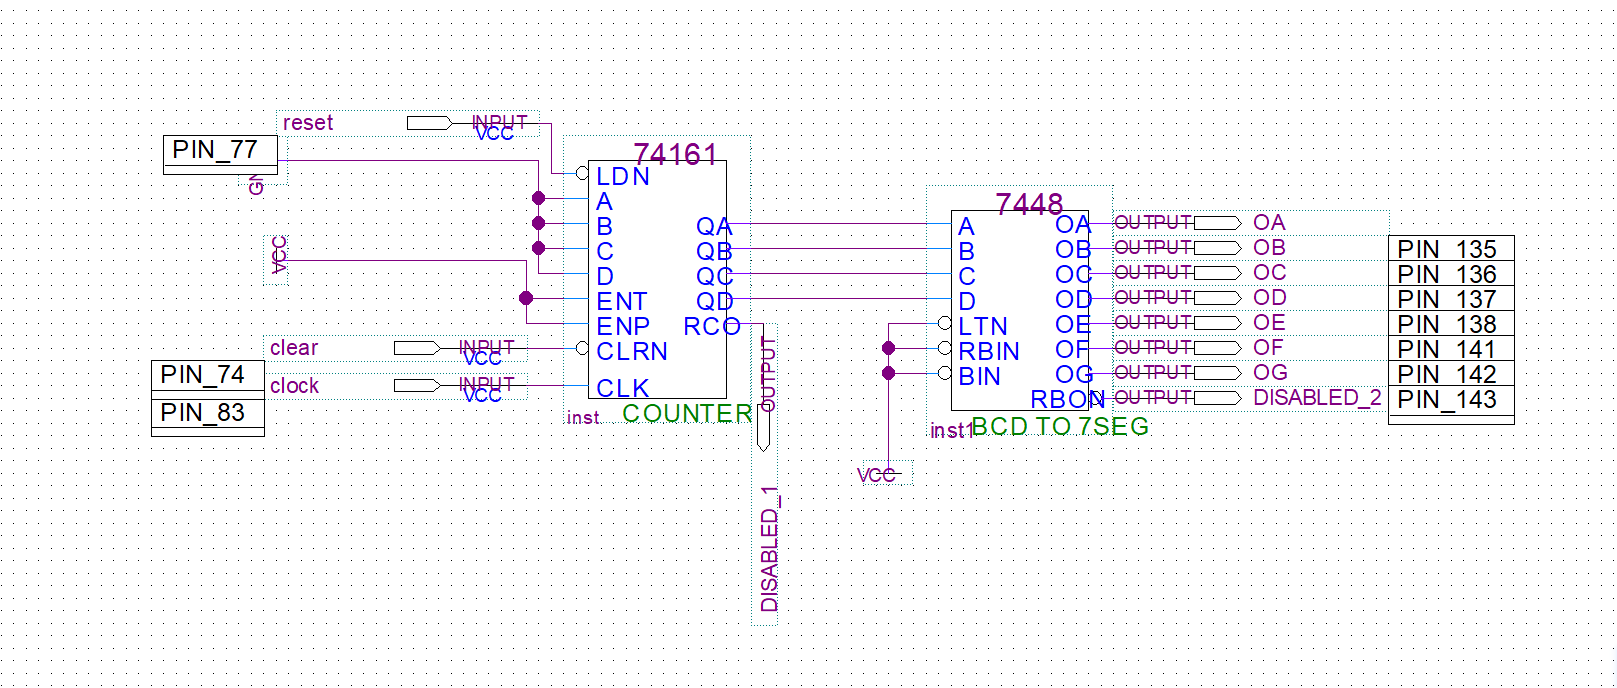 reset
INPUT
VCC
PIN_77
GN
VCC
clear
INPUT
VCC
PIN_74
clock
INPUT
VCC
PIN_83
74161
LDN
A
B
C
D
ENT
ENP
CLRN
CLK
QA
QB
QC
QD
RCO
inst
COUNTER
OUTPUT
DISABLED_1
7448
A
B
C
D
LTN
RBIN
BIN
OA
OB
OC
OD
OE
OF
OG
RBON
inst1
BCD TO 7SEG
VCC
OUTPUT OA
OUTPUT OB
OUTPUT OC
OUTPUT OD
OUTPUT OE
OUTPUT OF
OUTPUT OG
OUTPUT DISABLED_2
PIN_135
PIN_136
PIN_137
PIN_138
PIN_141
PIN_142
PIN_143